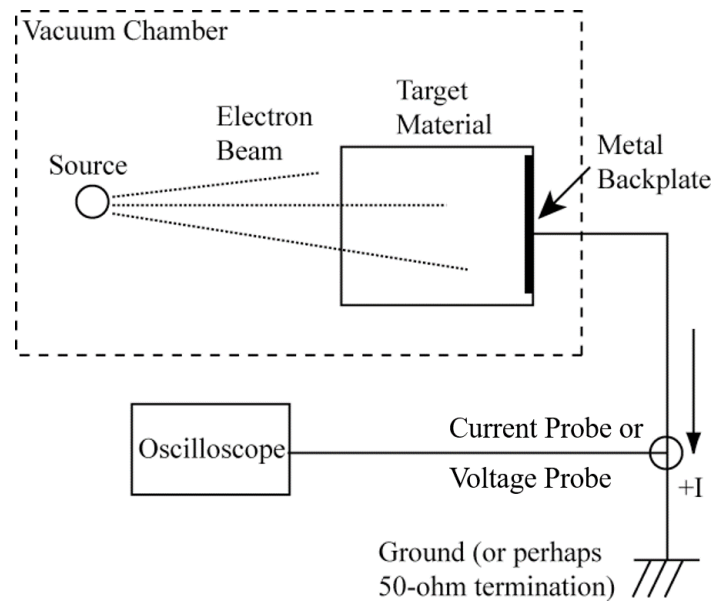 Vacuum Chamber
Source
Electron
Beam
Target
Material
Metal
Backplate
Oscilloscope
Current Probe or
Voltage Probe
+I
Ground (or perhaps
50-ohm termination)